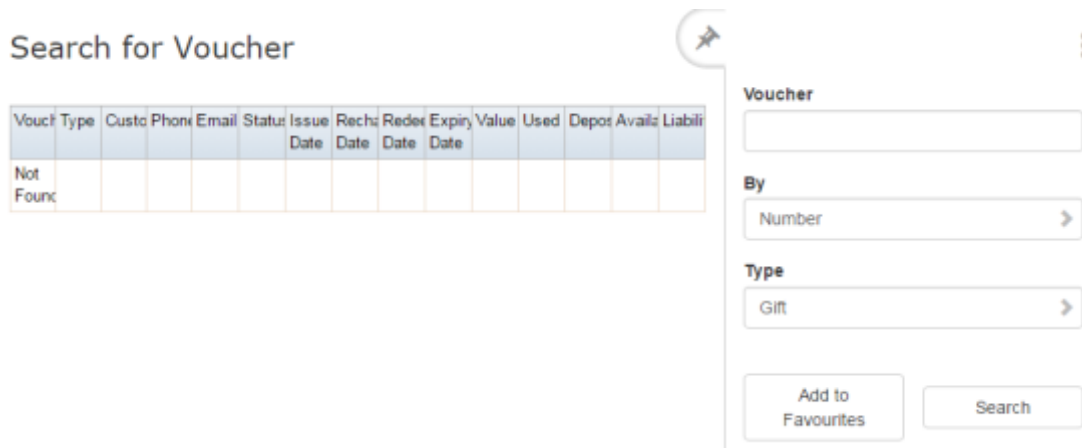 Search for Voucher
Vouch Type Custo Phone Email Status Issue Recha Redee Expiry Value Used Depos Availa Liabili
Date Date Date Date
Not
Found
Voucher
By
Number
Type
Gift
Add to
Favourites
Search